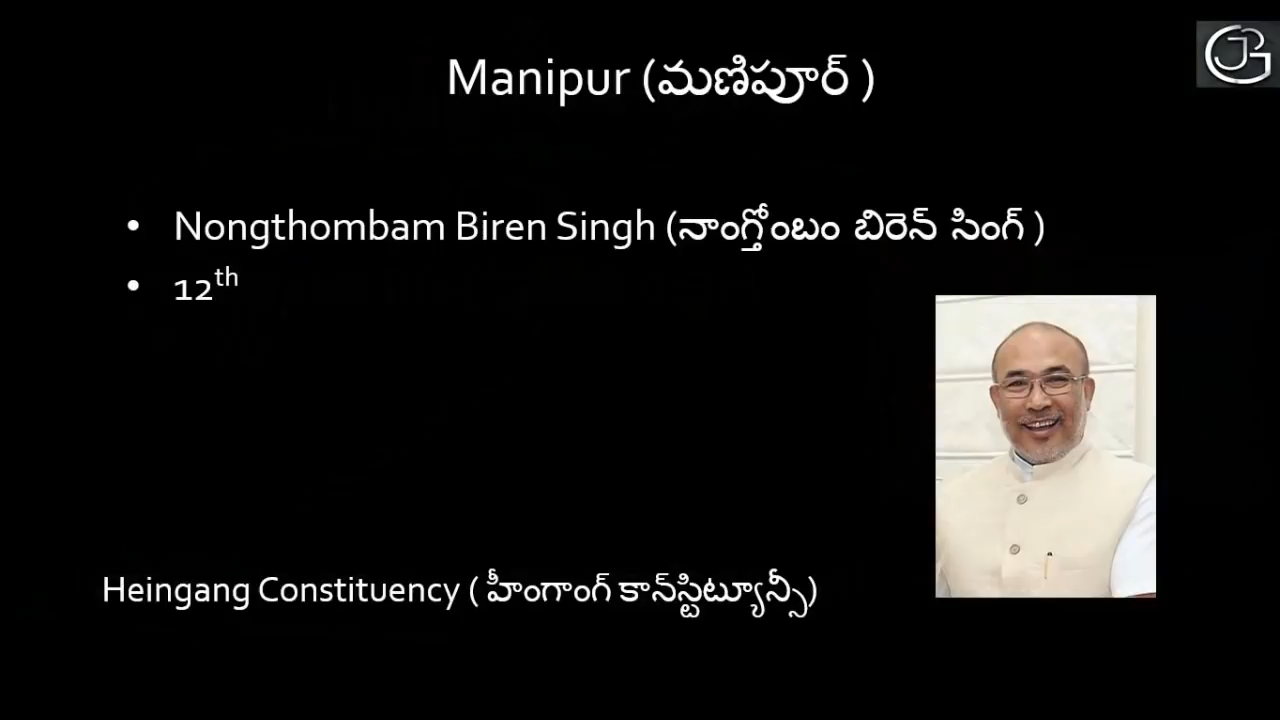 Manipur (మణిపూర్ )
• Nongthombam Biren Singh (నాంగ్తోంబం బిరెన్ సింగ్ )
• 12th
Heingang Constituency ( హీంగాంగ్ కాన్‌స్టిట్యూన్సీ)